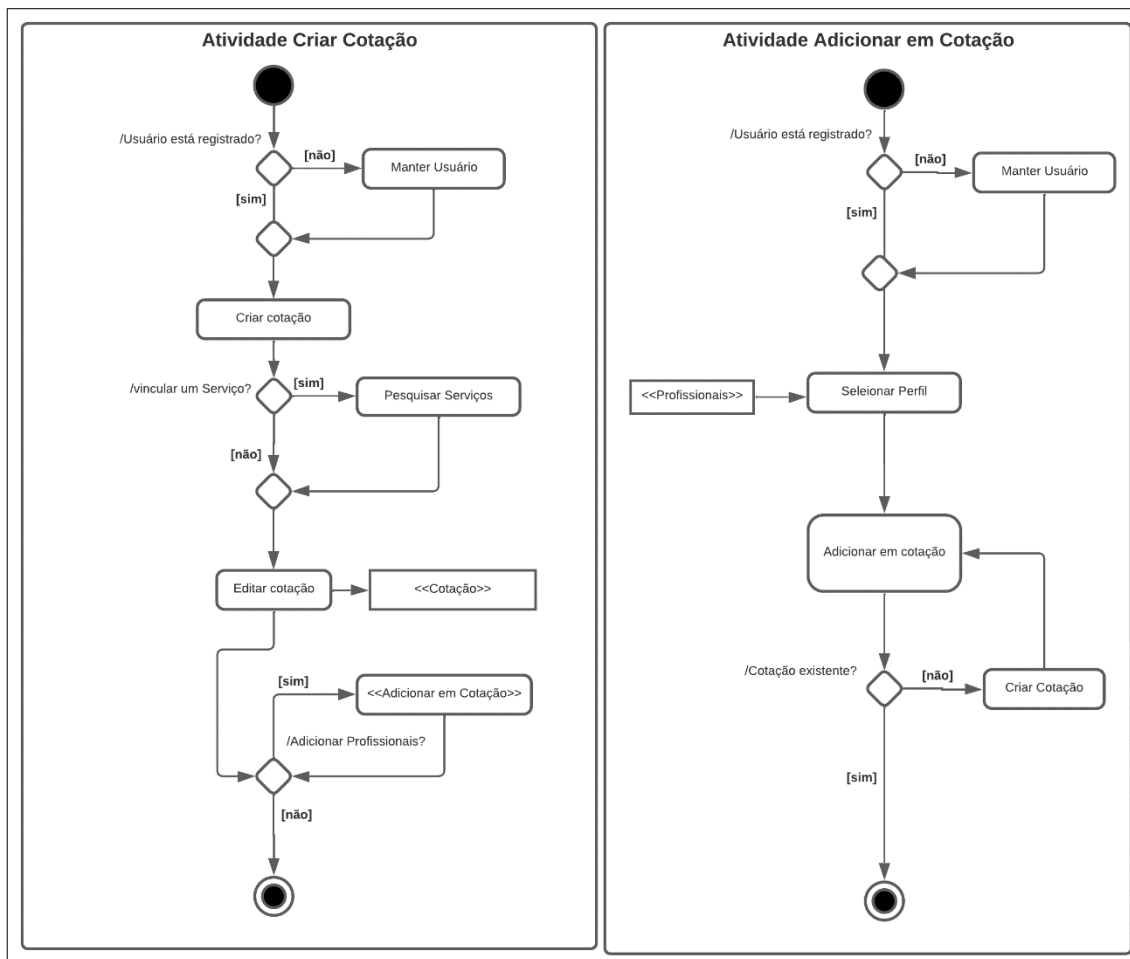 Atividade Criar Cotação
/Usuário está registrado?
[não]
Manter Usuário
[sim]
Criar cotação
/vincular um Serviço?
[sim]
Pesquisar Serviços
[não]
Editar cotação
<<Cotação>>
[sim]
<<Adicionar em Cotação>>
/Adicionar Profissionais?
[não]
Atividade Adicionar em Cotação
/Usuário está registrado?
[não]
Manter Usuário
[sim]
<<Profissionais>>
Seleionar Perfil
Adicionar em cotação
/Cotação existente?
[não]
Criar Cotação
[sim]